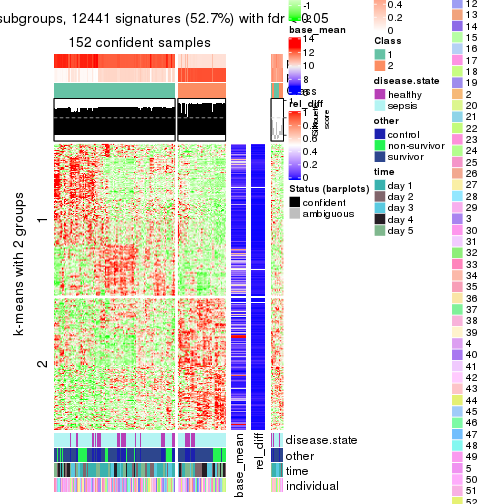 subgroups, 12441 signatures (52.7%) with fdr < 0.05
152 confident samples
k-means with 2 groups
1
2
base_mean
rel_diff
disease.state
other
time
individual
-1
base_mean
14
12
10
8
6
rel_diff
1
0.8
0.6
0.4
0.2
0
Status (barplots)
confident
ambiguous
0.4
0.2
0
Class
1
2
disease.state
healthy
sepsis
other
control
non-survivor
survivor
time
day 1
day 2
day 3
day 4
day 5
12
14
15
16
17
18
19
2
20
21
22
23
24
25
26
27
28
29
3
30
31
32
33
34
35
36
37
38
39
4
40
41
42
43
44
45
46
47
48
49
5
50
51
52